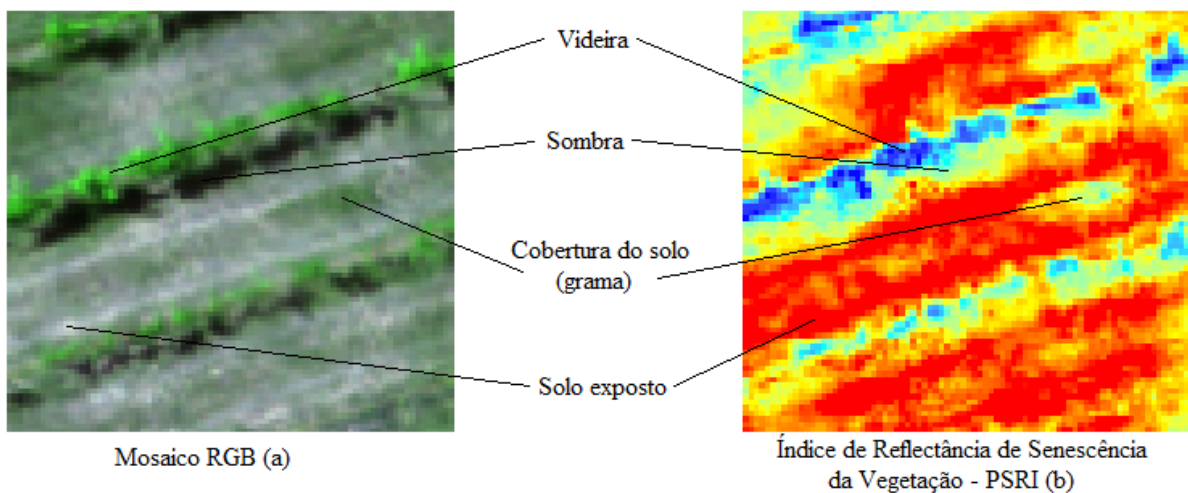 Videira
Sombra
Cobertura do solo
(grama)
Solo exposto
Mosaico RGB (a)
Índice de Reflectância de Senescência
da Vegetação - PSRI (b)